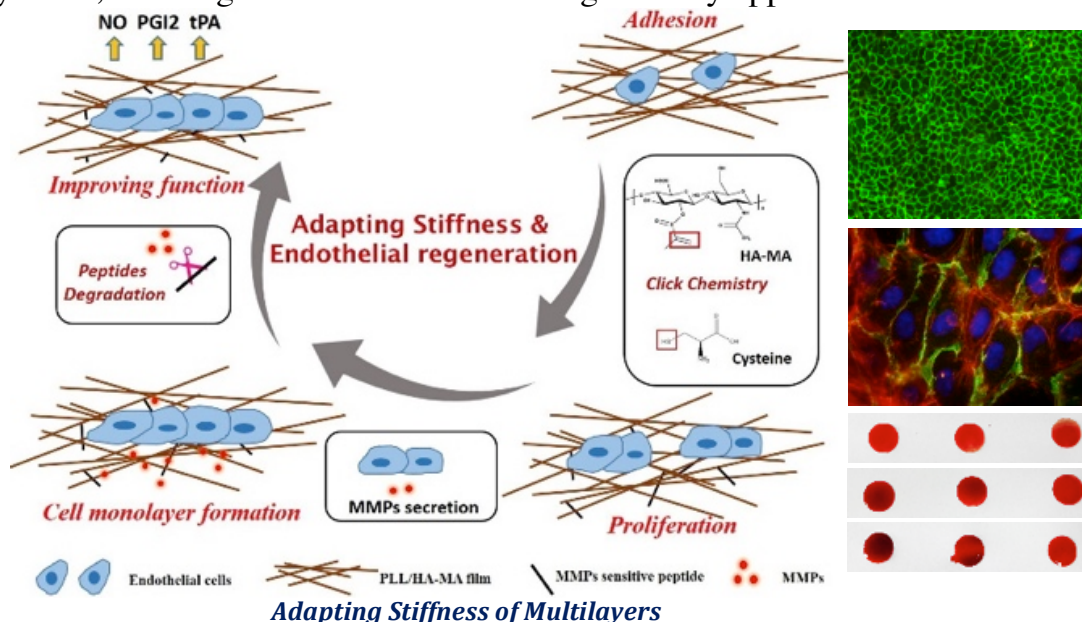 NO PGI2 tPA
Adhesion
Improving function
Adapting Stiffness &
Endothelial regeneration
HA-MA
Click Chemistry
Cysteine
Peptides
Degradation
MMPs secretion
Cell monolayer formation
Proliferation
Endothelial cells
PLL/HA-MA film
MMPs sensitive peptide
MMPs
Adapting Stiffness of Multilayers